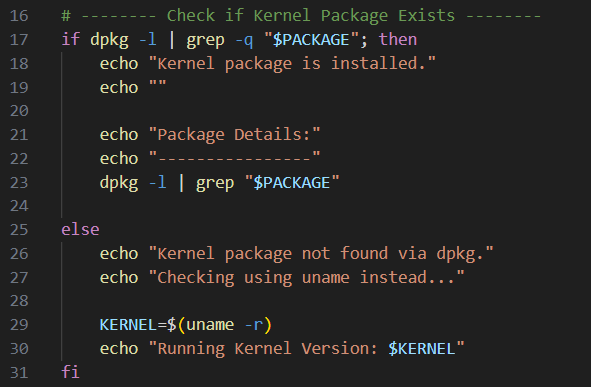 16 # -------- Check if Kernel Package Exists --------
17 if dpkg -l | grep -q "$PACKAGE"; then
18     echo "Kernel package is installed."
19     echo ""
20
21     echo "Package Details:"
22     echo "----------------"
23     dpkg -l | grep "$PACKAGE"
24
25 else
26     echo "Kernel package not found via dpkg."
27     echo "Checking using uname instead..."
28
29     KERNEL=$(uname -r)
30     echo "Running Kernel Version: $KERNEL"
31 fi